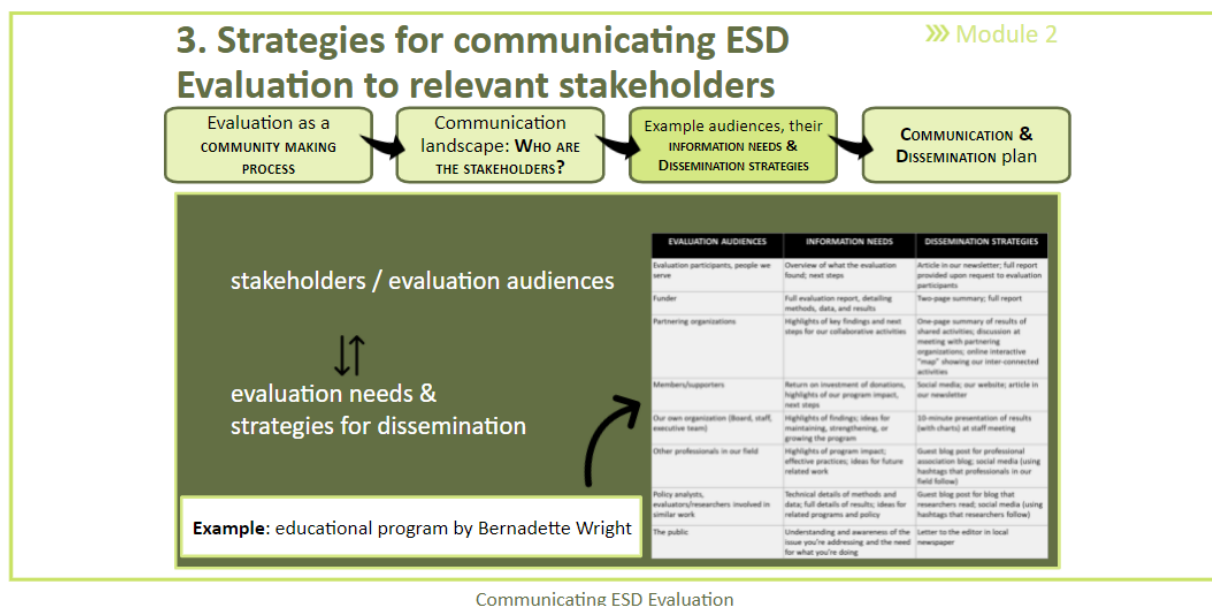 3. Strategies for communicating ESD
Evaluation to relevant stakeholders
Module 2
Evaluation as a
COMMUNITY MAKING
PROCESS
Communication
landscape: WHO ARE
THE STAKEHOLDERS?
Example audiences, their
INFORMATION NEEDS &
DISSEMINATION STRATEGIES
COMMUNICATION &
DISSEMINATION plan
stakeholders / evaluation audiences
evaluation needs &
strategies for dissemination
Example: educational program by Bernadette Wright
EVALUATION AUDIENCES INFORMATION NEEDS DISSEMINATION STRATEGIES
Evaluation participants, people we
serve
Overview of what the evaluation
found; next steps
Article in our newsletter; full report
provided upon request to evaluation
participants
Funder
Full evaluation report, detailing
methods, data, and results
Two-page summary; full report
Partnering organizations
Highlights of key findings and next
steps for our collaborative activities
One-page summary of results of
shared activities; discussion at
meeting with partnering
organizations; online interactive
"map" showing our inter-connected
activities
Members/supporters
Return on investment of donations,
highlights of our program impact,
next steps
Social media; our website; article in
our newsletter
Our own organization (Board, staff,
executive team)
Highlights of findings; ideas for
maintaining, strengthening, or
growing the program
10-minute presentation of results
(with charts) at staff meeting
Other professionals in our field
Highlights of program impact;
effective practices; ideas for future
related work
Guest blog post for professional
association blog; social media (using
hashtags that professionals in our
field follow)
Policy analysts,
evaluators/researchers involved in
similar work
Technical details of methods and
data; full details of results; ideas for
related programs and policy
Guest blog post for blog that
researchers read; social media (using
hashtags that researchers follow)
The public
Understanding and awareness of the
issue you're addressing and the need
for what you're doing
Letter to the editor in local
newspaper
Communicating ESD Evaluation